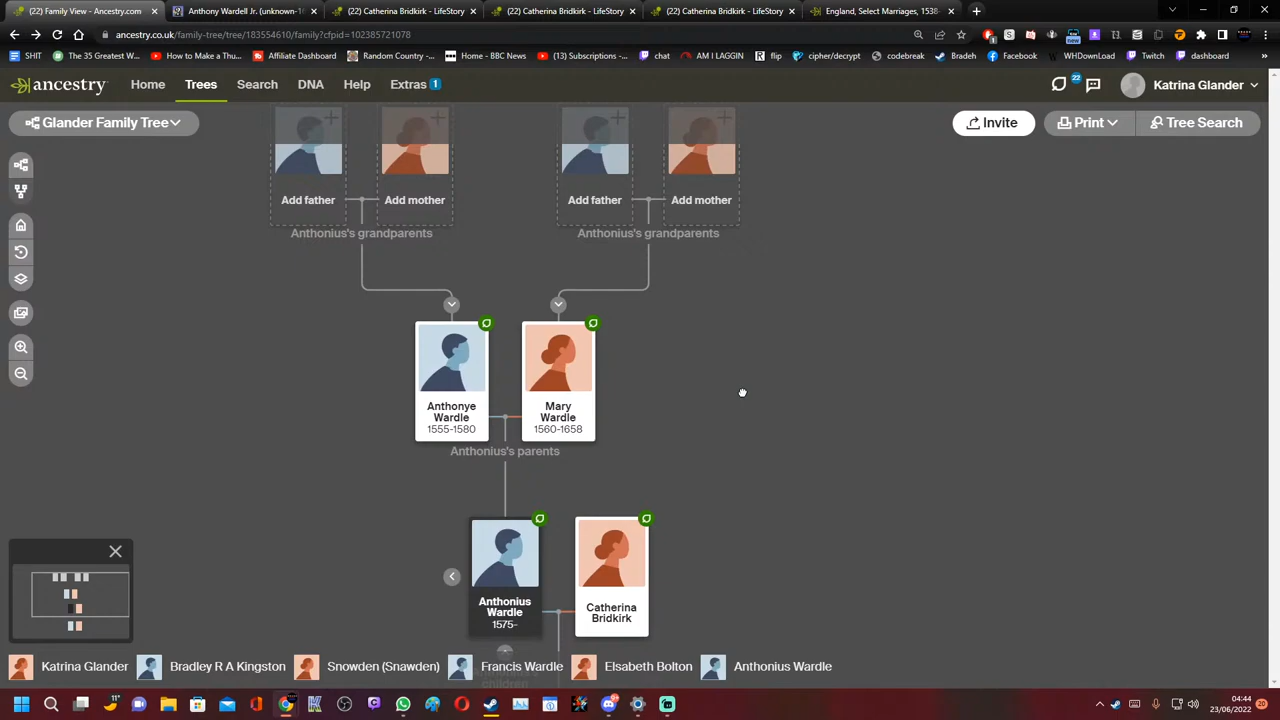 (22) Family View - Ancestry.com
Anthony Wardell Jr. (unknown-16
(22) Catherina Bridkirk - LifeStory
(22) Catherina Bridkirk - LifeStory
(22) Catherina Bridkirk - LifeStory
England, Select Marriages, 1538
ancestry.co.uk/family-tree/tree/183554610/family?cfpid=102385721078
SHIT
The 35 Greatest W...
How to Make a Thu...
Affiliate Dashboard
Random Country -...
Home - BBC News
(13) Subscriptions -...
chat
AM I LAGGIN
flip
cipher/decrypt
codebreak
Bradeh
Facebook
WHDownLoad
Twitch
dashboard
ancestry
Home
Trees
Search
DNA
Help
Extras 1
22
Katrina Glander
Glander Family Tree
Invite
Print
Tree Search
Add father
Add mother
Add father
Add mother
Anthonius's grandparents
Anthonius's grandparents
Anthonye
Wardle
1555-1580
Mary
Wardle
1560-1658
Anthonius's parents
Anthonius
Wardle
1575-
Catherina
Bridkirk
Anthonius's
children
Katrina Glander
Bradley R A Kingston
Snowden (Snawden)
Francis Wardle
Elsabeth Bolton
Anthonius Wardle
04:44
23/06/2022